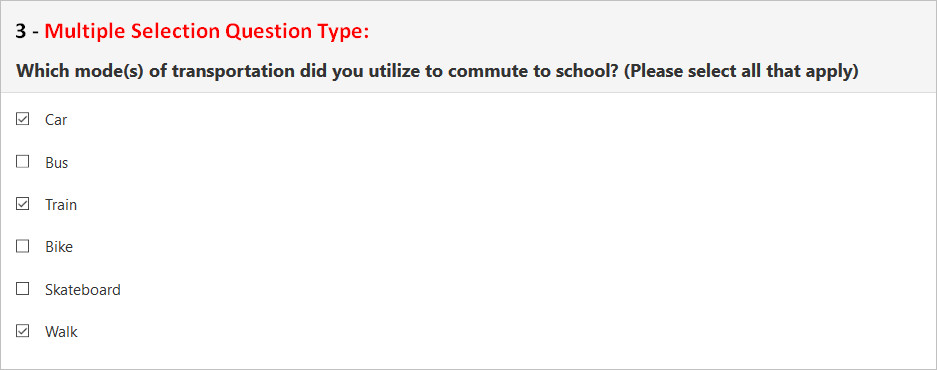 3 - Multiple Selection Question Type:
Which mode(s) of transportation did you utilize to commute to school? (Please select all that apply)
Car
Bus
Train
Bike
Skateboard
Walk